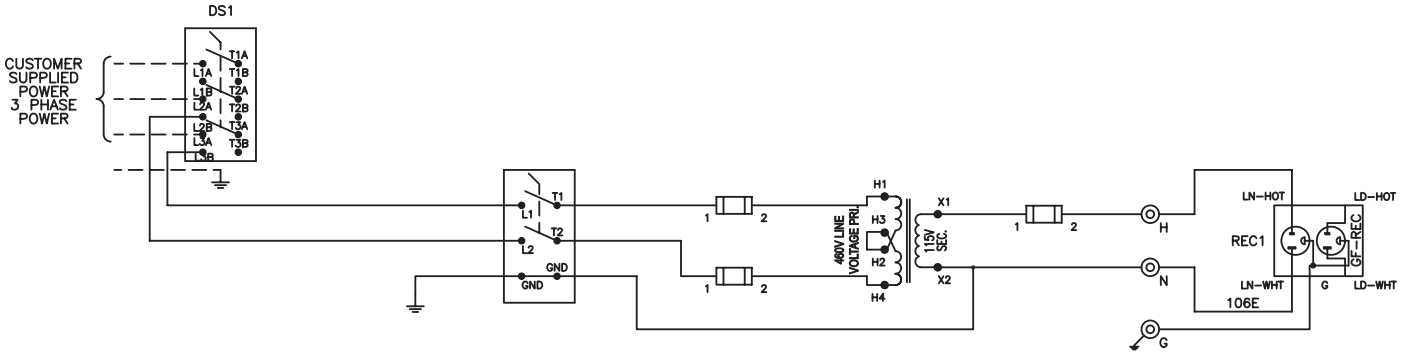 DS1
CUSTOMER
SUPPLIED
POWER
3 PHASE
POWER
T1A
L1A T1B
L1B T2A
L2A T2B
L2B T3A
L3A T3B
L3B
T1
L1
T2
L2
GND
GND
1 2
1 2
H1
H3
H2
H4
460V LINE
VOLTAGE PRI.
115V
SEC.
X1
X2
1 2
H
N
G
LN-HOT LD-HOT
REC1
GF-REC
LN-WHT G LD-WHT
106E